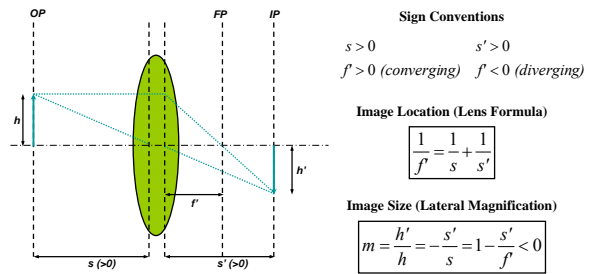 OP FP IP
h
h'
f'
s (>0) s' (>0)
Sign Conventions
s > 0 s' > 0
f' > 0 (converging) f' < 0 (diverging)
Image Location (Lens Formula)
1/f' = 1/s + 1/s'
Image Size (Lateral Magnification)
m = h'/h = −s'/s = 1 − s'/f' < 0